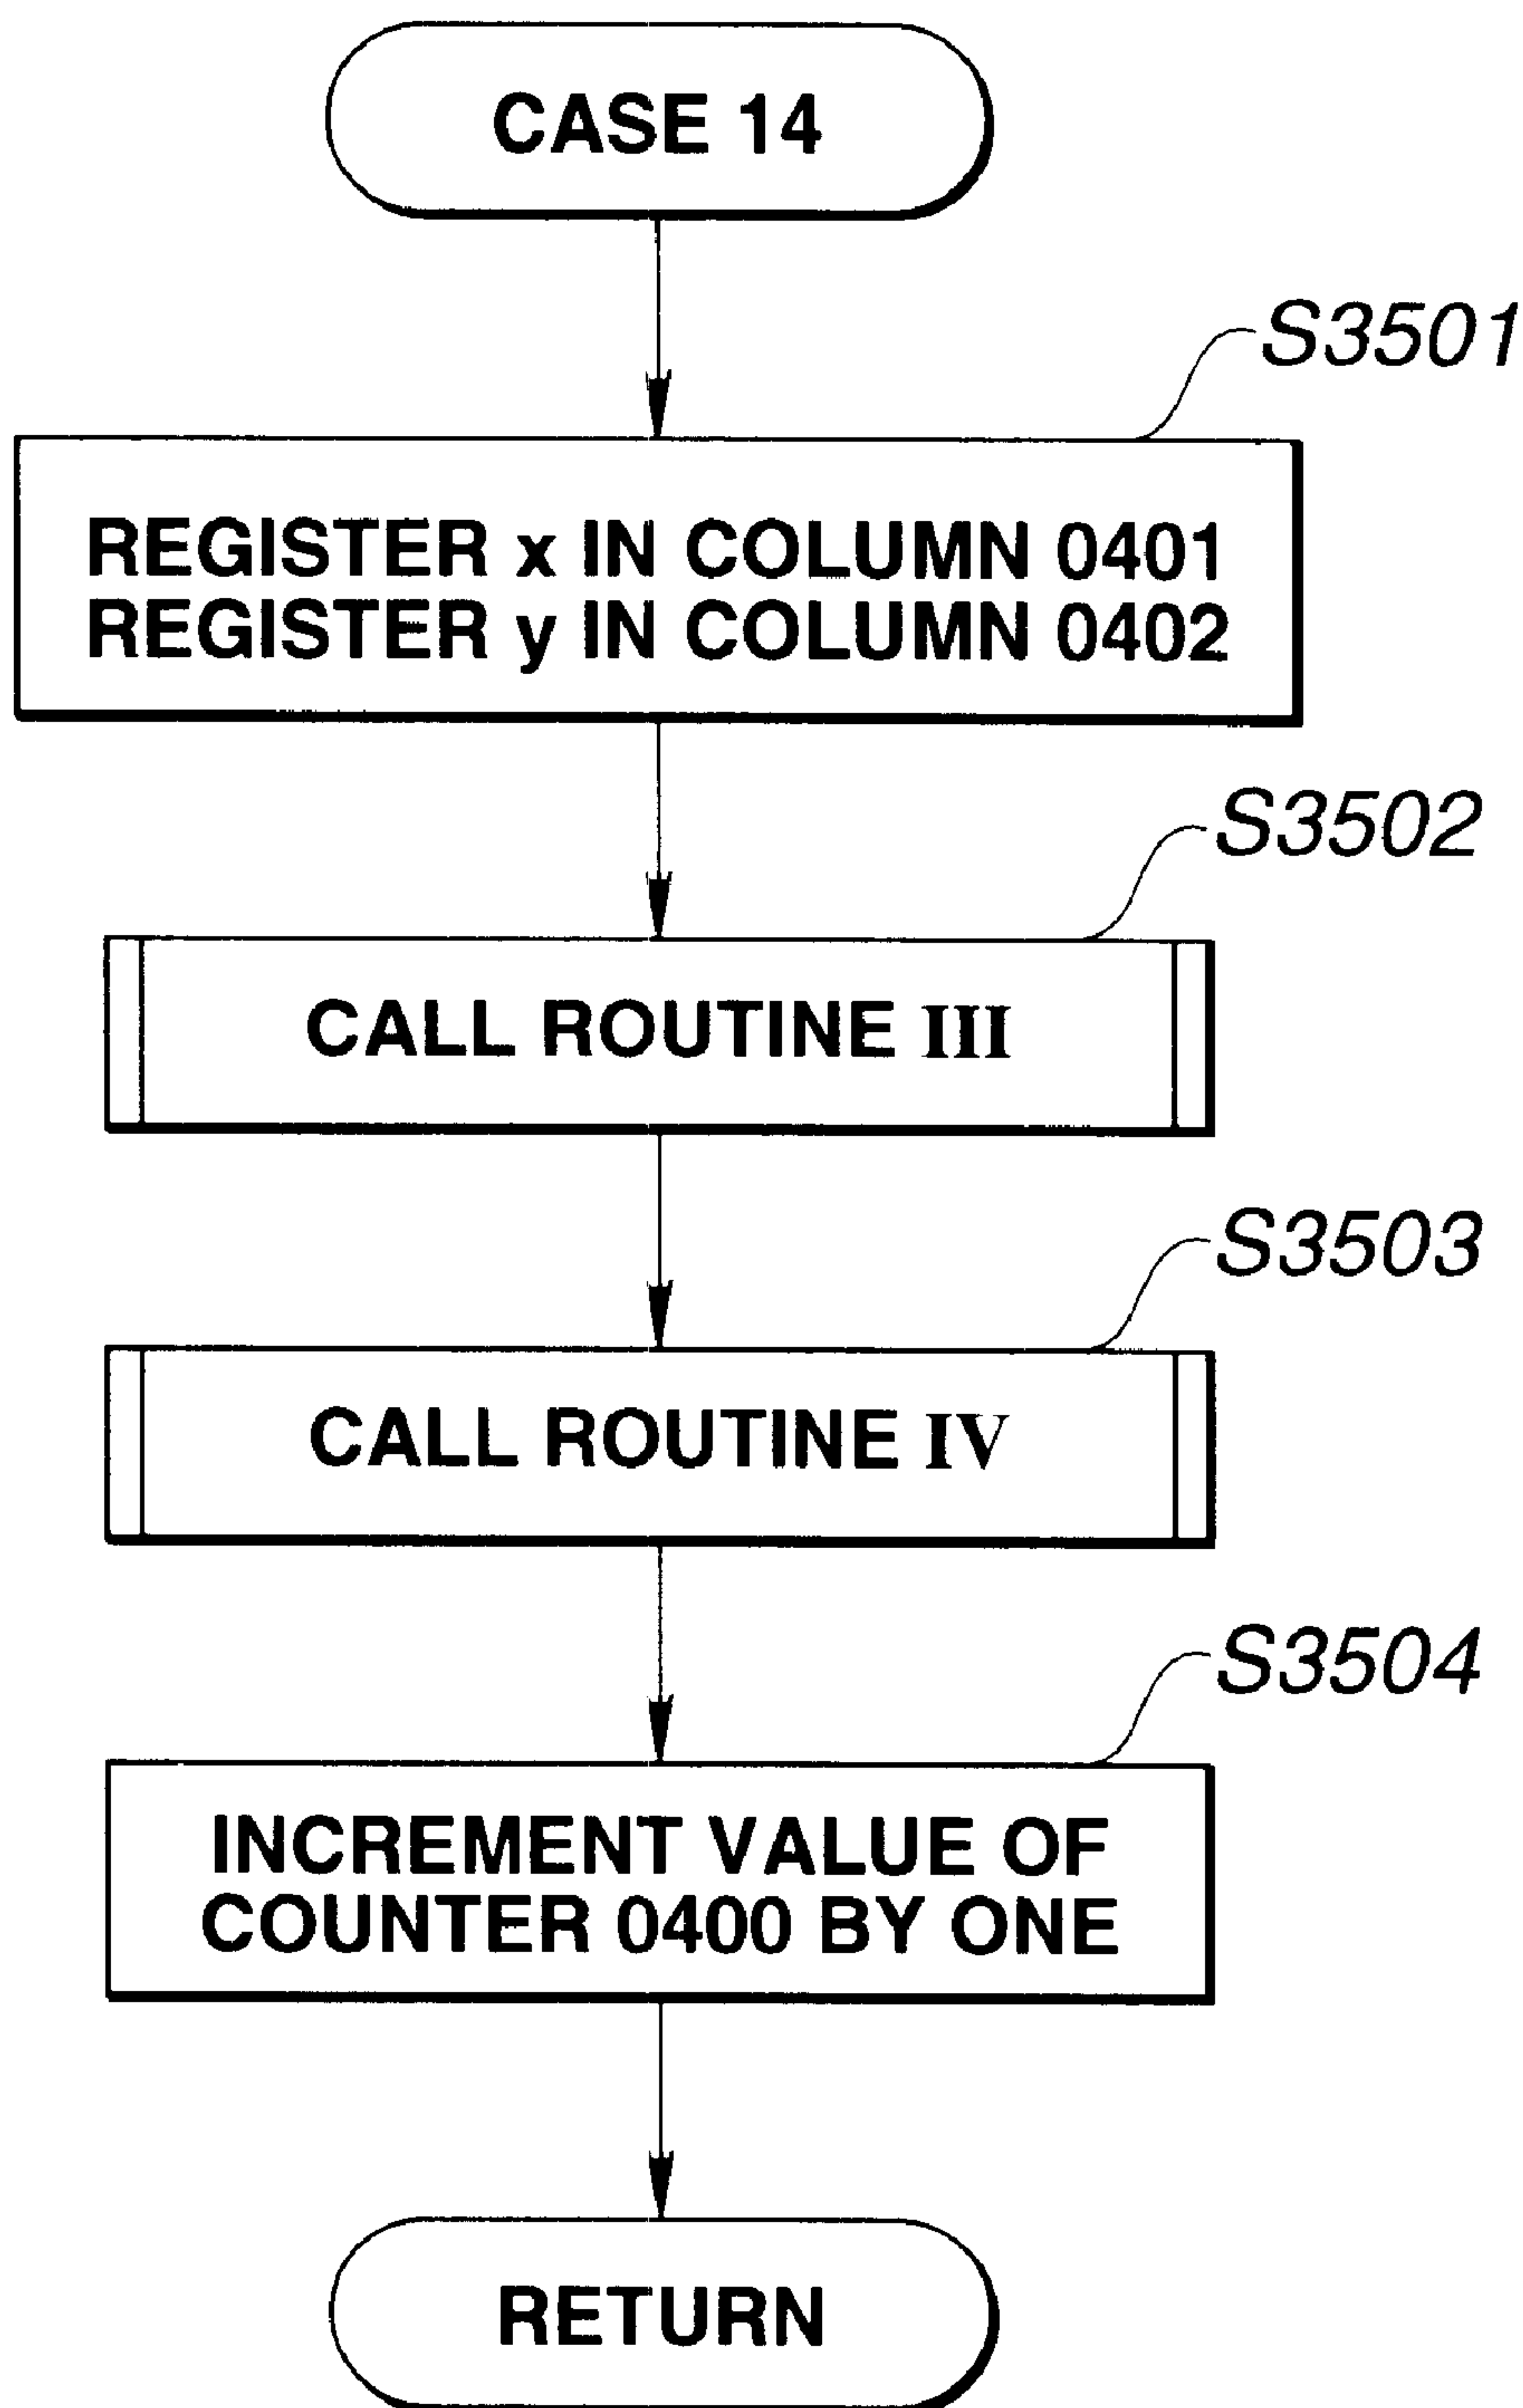 CASE 14
S3501
REGISTER x IN COLUMN 0401
REGISTER y IN COLUMN 0402
S3502
CALL ROUTINE III
S3503
CALL ROUTINE IV
S3504
INCREMENT VALUE OF
COUNTER 0400 BY ONE
RETURN